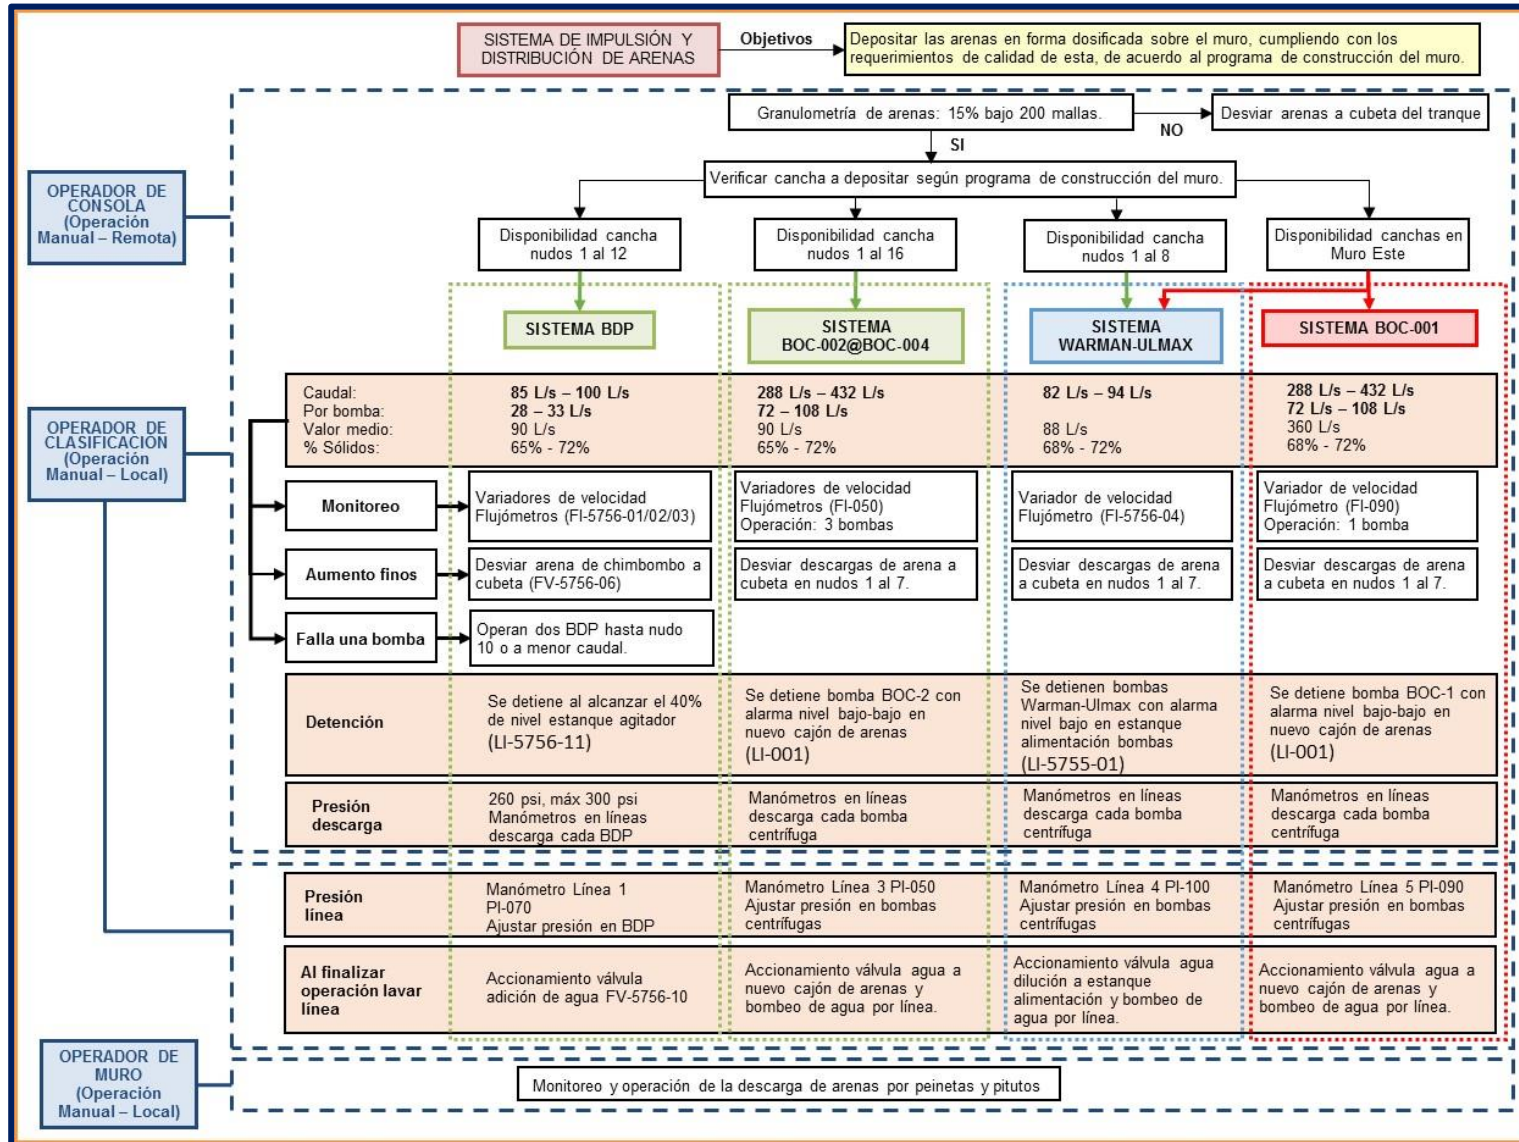 SISTEMA DE IMPULSIÓN Y
DISTRIBUCIÓN DE ARENAS
Objetivos
Depositar las arenas en forma dosificada sobre el muro, cumpliendo con los
requerimientos de calidad de esta, de acuerdo al programa de construcción del muro.
Granulometría de arenas: 15% bajo 200 mallas.
NO
Desviar arenas a cubeta del tranque
SI
Verificar cancha a depositar según programa de construcción del muro.
OPERADOR DE
CONSOLA
(Operación
Manual – Remota)
Disponibilidad cancha
nudos 1 al 12
Disponibilidad cancha
nudos 1 al 16
Disponibilidad cancha
nudos 1 al 8
Disponibilidad canchas en
Muro Este
SISTEMA BDP
SISTEMA
BOC-002@BOC-004
SISTEMA
WARMAN-ULMAX
SISTEMA BOC-001
OPERADOR DE
CLASIFICACIÓN
(Operación
Manual – Local)
Caudal:
Por bomba:
Valor medio:
% Sólidos:
85 L/s – 100 L/s
28 – 33 L/s
90 L/s
65% - 72%
288 L/s – 432 L/s
72 – 108 L/s
90 L/s
65% - 72%
82 L/s – 94 L/s
88 L/s
68% - 72%
288 L/s – 432 L/s
72 L/s – 108 L/s
360 L/s
68% - 72%
Monitoreo
Variadores de velocidad
Flujómetros (FI-5756-01/02/03)
Variadores de velocidad
Flujómetros (FI-050)
Operación: 3 bombas
Variador de velocidad
Flujómetro (FI-5756-04)
Variador de velocidad
Flujómetro (FI-090)
Operación: 1 bomba
Aumento finos
Desviar arena de chimbombo a
cubeta (FV-5756-06)
Desviar descargas de arena a
cubeta en nudos 1 al 7.
Desviar descargas de arena
a cubeta en nudos 1 al 7.
Desviar descargas de arena
a cubeta en nudos 1 al 7.
Falla una bomba
Operan dos BDP hasta nudo
10 o a menor caudal.
Detención
Se detiene al alcanzar el 40%
de nivel estanque agitador
(LI-5756-11)
Se detiene bomba BOC-2 con
alarma nivel bajo-bajo en
nuevo cajón de arenas
(LI-001)
Se detienen bombas
Warman-Ulmax con alarma
nivel bajo en estanque
alimentación bombas
(LI-5755-01)
Se detiene bomba BOC-1 con
alarma nivel bajo-bajo en
nuevo cajón de arenas
(LI-001)
Presión
descarga
260 psi, máx 300 psi
Manómetros en líneas
descarga cada BDP
Manómetros en líneas
descarga cada bomba
centrífuga
Manómetros en líneas
descarga cada bomba
centrífuga
Manómetros en líneas
descarga cada bomba
centrífuga
Presión
línea
Manómetro Línea 1
PI-070
Ajustar presión en BDP
Manómetro Línea 3 PI-050
Ajustar presión en bombas
centrífugas
Manómetro Línea 4 PI-100
Ajustar presión en bombas
centrífugas
Manómetro Línea 5 PI-090
Ajustar presión en bombas
centrífugas
Al finalizar
operación lavar
línea
Accionamiento válvula
adición de agua FV-5756-10
Accionamiento válvula agua a
nuevo cajón de arenas y
bombeo de agua por línea.
Accionamiento válvula agua
dilución a estanque
alimentación y bombeo de
agua por línea.
Accionamiento válvula agua a
nuevo cajón de arenas y
bombeo de agua por línea.
OPERADOR DE
MURO
(Operación
Manual – Local)
Monitoreo y operación de la descarga de arenas por peinetas y pitutos